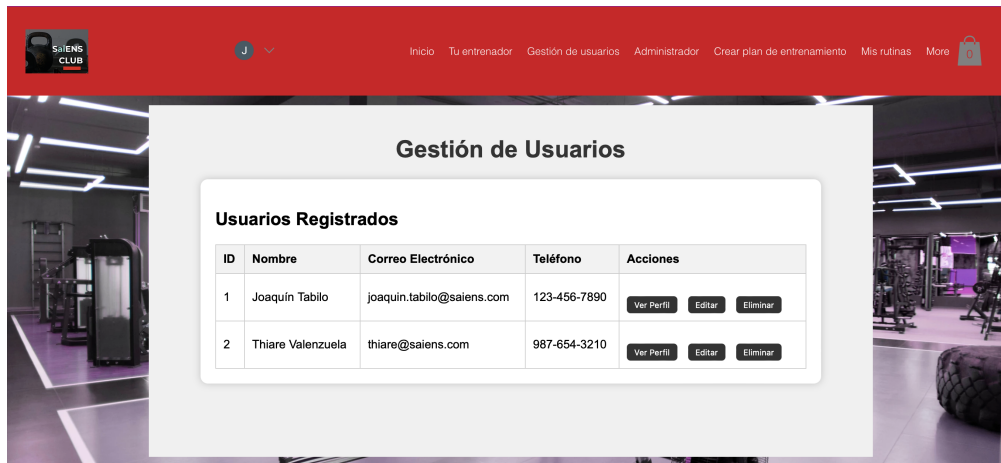 SaIENS
CLUB
J
Inicio Tu entrenador Gestión de usuarios Administrador Crear plan de entrenamiento Mis rutinas More 0
Gestión de Usuarios
Usuarios Registrados
ID Nombre Correo Electrónico Teléfono Acciones
1 Joaquín Tabilo joaquin.tabilo@saiens.com 123-456-7890 Ver Perfil Editar Eliminar
2 Thiare Valenzuela thiare@saiens.com 987-654-3210 Ver Perfil Editar Eliminar